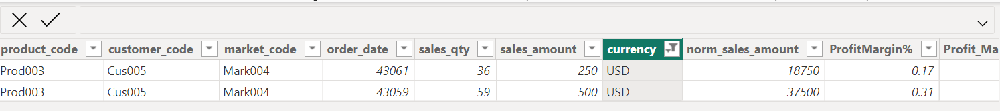 product_code customer_code market_code order_date sales_qty sales_amount currency norm_sales_amount ProfitMargin% Profit_Ma
Prod003 Cus005 Mark004 43061 36 250 USD 18750 0.17
Prod003 Cus005 Mark004 43059 59 500 USD 37500 0.31